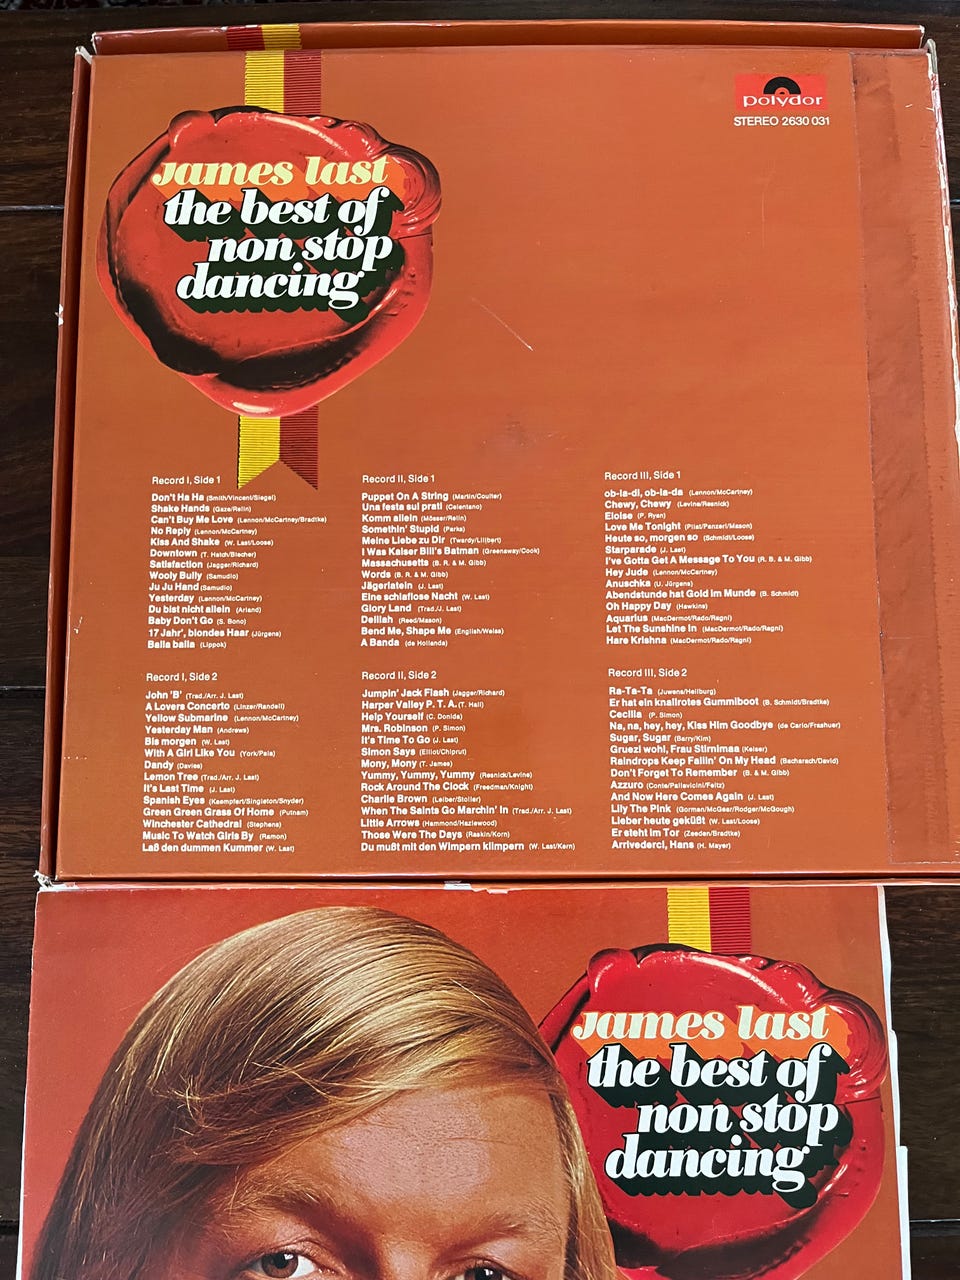 polydor
STEREO 2630 031
James last
the best of
non stop
dancing
Record I, Side 1
Don't Ha Ha (Smith/Vincent/Siegel)
Shake Hands (Gaze/Relin)
Can't Buy Me Love (Lennon/McCartney/Bradtke)
No Reply (Lennon/McCartney)
Kiss And Shake (W. Last/Loose)
Downtown (T. Hatch/Blecher)
Satisfaction (Jagger/Richard)
Wooly Bully (Samudio)
Ju Ju Hand (Samudio)
Yesterday (Lennon/McCartney)
Du bist nicht allein (Arland)
Baby Don't Go (S. Bono)
17 Jahr', blondes Haar (Jürgens)
Balla balla (Lippok)
Record I, Side 2
John 'B' (Trad./Arr. J. Last)
A Lovers Concerto (Linzer/Randell)
Yellow Submarine (Lennon/McCartney)
Yesterday Man (Andrews)
Bis morgen (W. Last)
With A Girl Like You (York/Pala)
Dandy (Davies)
Lemon Tree (Trad./Arr. J. Last)
It's Last Time (J. Last)
Spanish Eyes (Kaempfert/Singleton/Snyder)
Green Green Grass Of Home (Putnam)
Winchester Cathedral (Stephens)
Music To Watch Girls By (Ramon)
Laß den dummen Kummer (W. Last)
Record II, Side 1
Puppet On A String (Martin/Coulter)
Una festa sui prati (Celentano)
Komm allein (Mösser/Relin)
Somethin' Stupid (Parks)
Meine Liebe zu Dir (Twardy/Lilibert)
I Was Kaiser Bill's Batman (Greenaway/Cook)
Massachusetts (B. R. & M. Gibb)
Words (B. R. & M. Gibb)
Jägerlatein (J. Last)
Eine schlaflose Nacht (W. Last)
Glory Land (Trad./J. Last)
Delilah (Reed/Mason)
Bend Me, Shape Me (English/Weiss)
A Banda (de Hollanda)
Record II, Side 2
Jumpin' Jack Flash (Jagger/Richard)
Harper Valley P. T. A. (T. Hall)
Help Yourself (C. Donida)
Mrs. Robinson (P. Simon)
It's Time To Go (J. Last)
Simon Says (Elliot/Chiprut)
Mony, Mony (T. James)
Yummy, Yummy, Yummy (Resnick/Levine)
Rock Around The Clock (Freedman/Knight)
Charlie Brown (Leiber/Stoller)
When The Saints Go Marchin' In (Trad./Arr. J. Last)
Little Arrows (Hammond/Hazlewood)
Those Were The Days (Raskin/Korn)
Du mußt mit den Wimpern klimpern (W. Last/Kern)
Record III, Side 1
ob-la-di, ob-la-da (Lennon/McCartney)
Chewy, Chewy (Levine/Resnick)
Eloise (P. Ryan)
Love Me Tonight (Pilat/Panzeri/Mason)
Heute so, morgen so (Schmidt/Loose)
Starparade (J. Last)
I've Gotta Get A Message To You (R. B. & M. Gibb)
Hey Jude (Lennon/McCartney)
Anuschka (U. Jürgens)
Abendstunde hat Gold im Munde (B. Schmidt)
Oh Happy Day (Hawkins)
Aquarius (MacDermot/Rado/Ragni)
Let The Sunshine In (MacDermot/Rado/Ragni)
Hare Krishna (MacDermot/Rado/Ragni)
Record III, Side 2
Ra-Ta-Ta (Juwens/Heilburg)
Er hat ein knallrotes Gummiboot (B. Schmidt/Bradtke)
Cecilia (P. Simon)
Na, na, hey, hey, Kiss Him Goodbye (de Carlo/Frashuer)
Sugar, Sugar (Barry/Kim)
Gruezi wohl, Frau Stirnimaa (Keiser)
Raindrops Keep Fallin' On My Head (Bacharach/David)
Don't Forget To Remember (B. & M. Gibb)
Azzuro (Conte/Pallavicini/Feltz)
And Now Here Comes Again (J. Last)
Lily The Pink (Gorman/McGear/Rodger/McGough)
Lieber heute geküßt (W. Last/Loose)
Er steht im Tor (Zeeden/Bradtke)
Arrivederci, Hans (H. Mayer)
James last
the best of
non stop
dancing